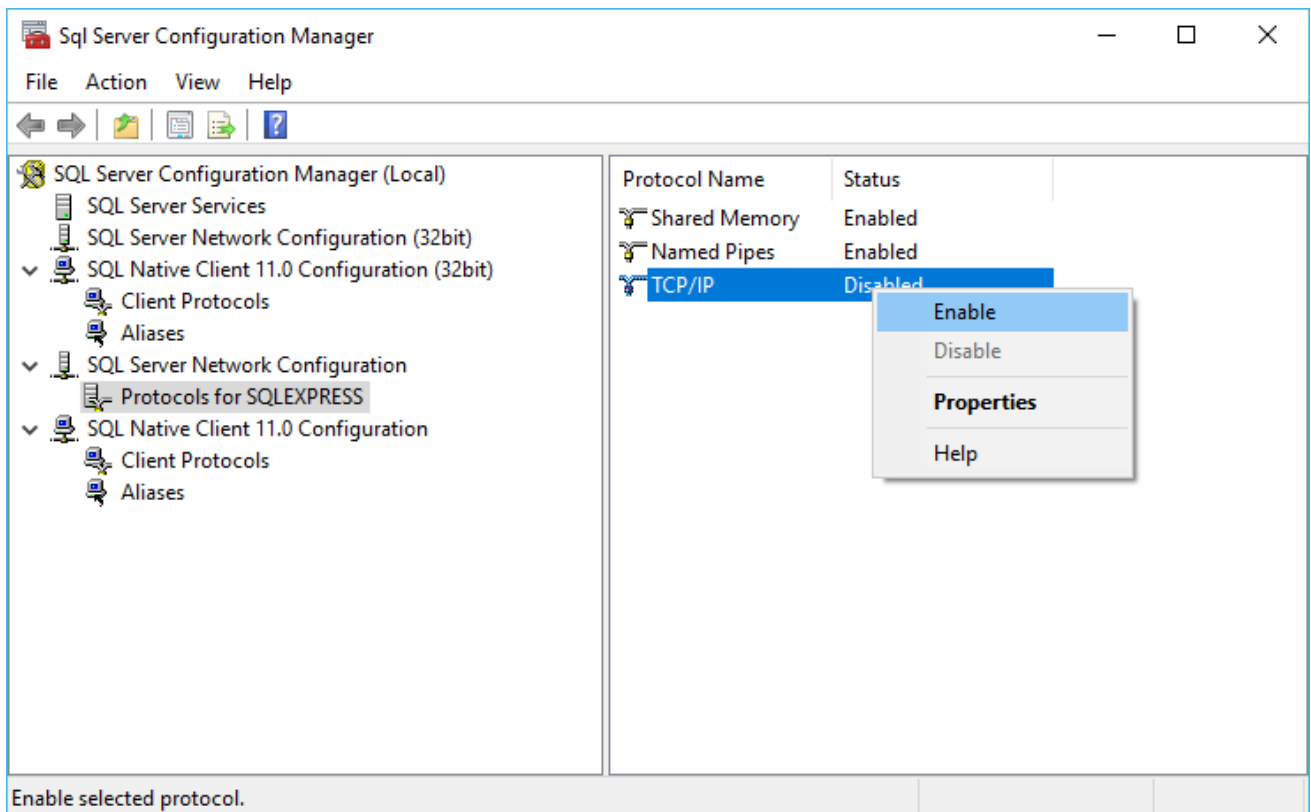 Sql Server Configuration Manager
File Action View Help
SQL Server Configuration Manager (Local)
SQL Server Services
SQL Server Network Configuration (32bit)
SQL Native Client 11.0 Configuration (32bit)
Client Protocols
Aliases
SQL Server Network Configuration
Protocols for SQLEXPRESS
SQL Native Client 11.0 Configuration
Client Protocols
Aliases
Protocol Name Status
Shared Memory Enabled
Named Pipes Enabled
TCP/IP Disabled
Enable
Disable
Properties
Help
Enable selected protocol.